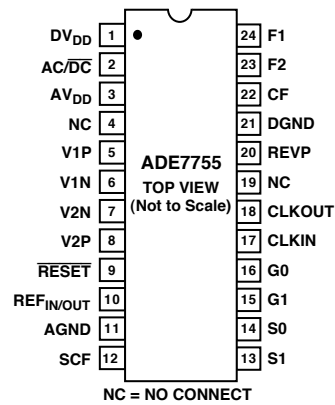 DVDD 1
AC/DC 2
AVDD 3
NC 4
V1P 5
V1N 6
V2N 7
V2P 8
RESET 9
REFIN/OUT 10
AGND 11
SCF 12
ADE7755
TOP VIEW
(Not to Scale)
24 F1
23 F2
22 CF
21 DGND
20 REVP
19 NC
18 CLKOUT
17 CLKIN
16 G0
15 G1
14 S0
13 S1
NC = NO CONNECT